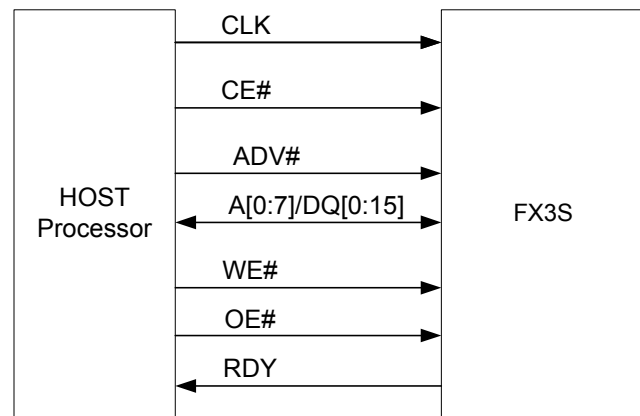 CLK
CE#
ADV#
HOST
Processor
A[0:7]/DQ[0:15]
FX3S
WE#
OE#
RDY